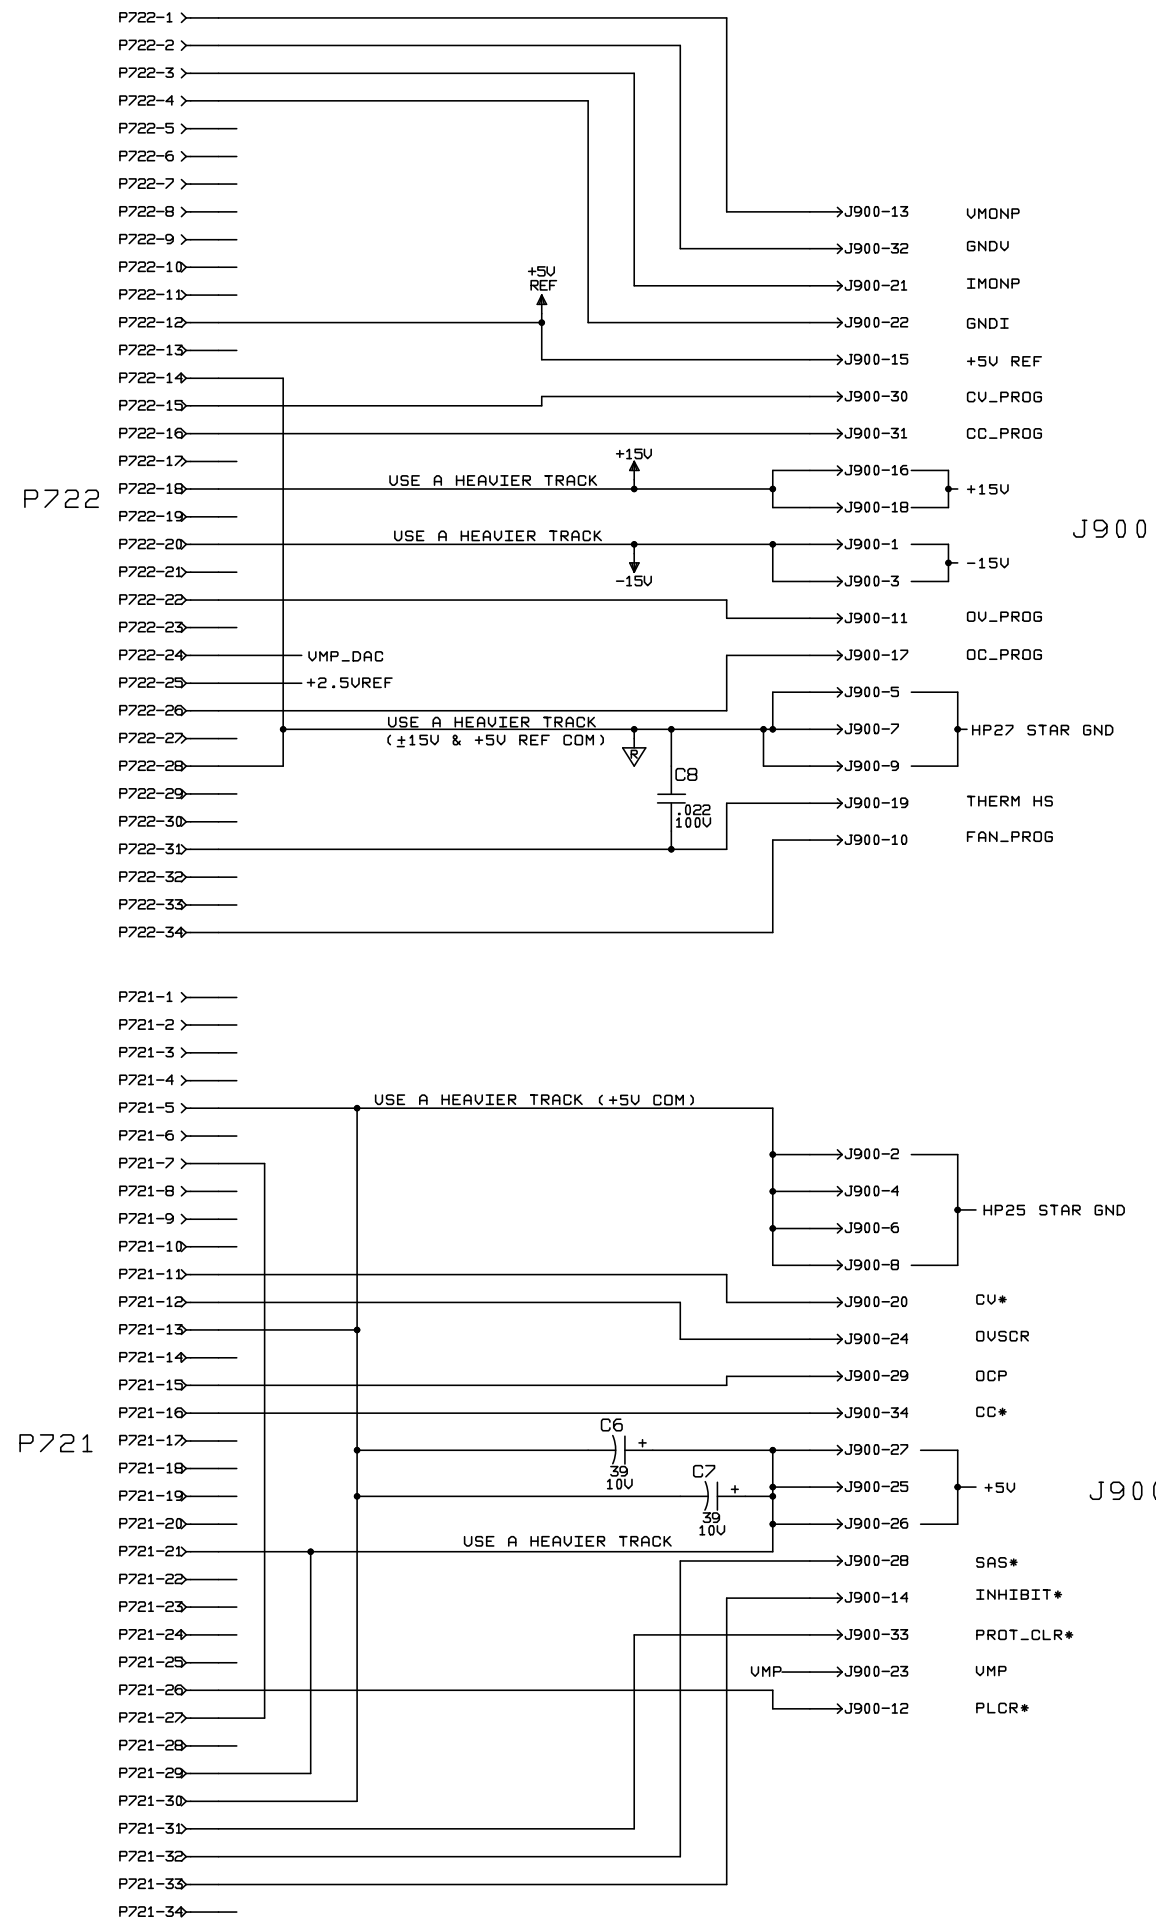 P722-1
P722-2
P722-3
P722-4
P722-5
P722-6
P722-7
P722-8
J900-13 VMONP
P722-9
J900-32 GNDV
P722-10
+5V
REF
P722-11
J900-21 IMONP
P722-12
J900-22 GNDI
P722-13
J900-15 +5V REF
P722-14
J900-30 CV_PROG
P722-15
P722-16
J900-31 CC_PROG
P722-17
+15V
J900-16
P722-18
USE A HEAVIER TRACK
+15V
P722
J900-18
P722-19
J900
P722-20
USE A HEAVIER TRACK
J900-1
-15V
P722-21
-15V
J900-3
P722-22
J900-11 OV_PROG
P722-23
P722-24
VMP_DAC
J900-17 OC_PROG
P722-25
+2.5VREF
J900-5
P722-26
USE A HEAVIER TRACK
J900-7
HP27 STAR GND
P722-27
(±15V & +5V REF COM)
R
P722-28
J900-9
C8
P722-29
J900-19 THERM HS
.022
100V
P722-30
J900-10 FAN_PROG
P722-31
P722-32
P722-33
P722-34
P721-1
P721-2
P721-3
P721-4
P721-5
USE A HEAVIER TRACK (+5V COM)
P721-6
J900-2
P721-7
P721-8
J900-4
HP25 STAR GND
P721-9
J900-6
P721-10
J900-8
P721-11
P721-12
J900-20 CV*
P721-13
J900-24 OVSCR
P721-14
J900-29 OCP
P721-15
P721-16
J900-34 CC*
C6
+
P721
P721-17
J900-27
39
10V
P721-18
C7
+
J900-25
+5V
J900
P721-19
39
10V
P721-20
J900-26
P721-21
USE A HEAVIER TRACK
J900-28 SAS*
P721-22
J900-14 INHIBIT*
P721-23
P721-24
J900-33 PROT_CLR*
P721-25
VMP
J900-23 VMP
P721-26
J900-12 PLCR*
P721-27
P721-28
P721-29
P721-30
P721-31
P721-32
P721-33
P721-34